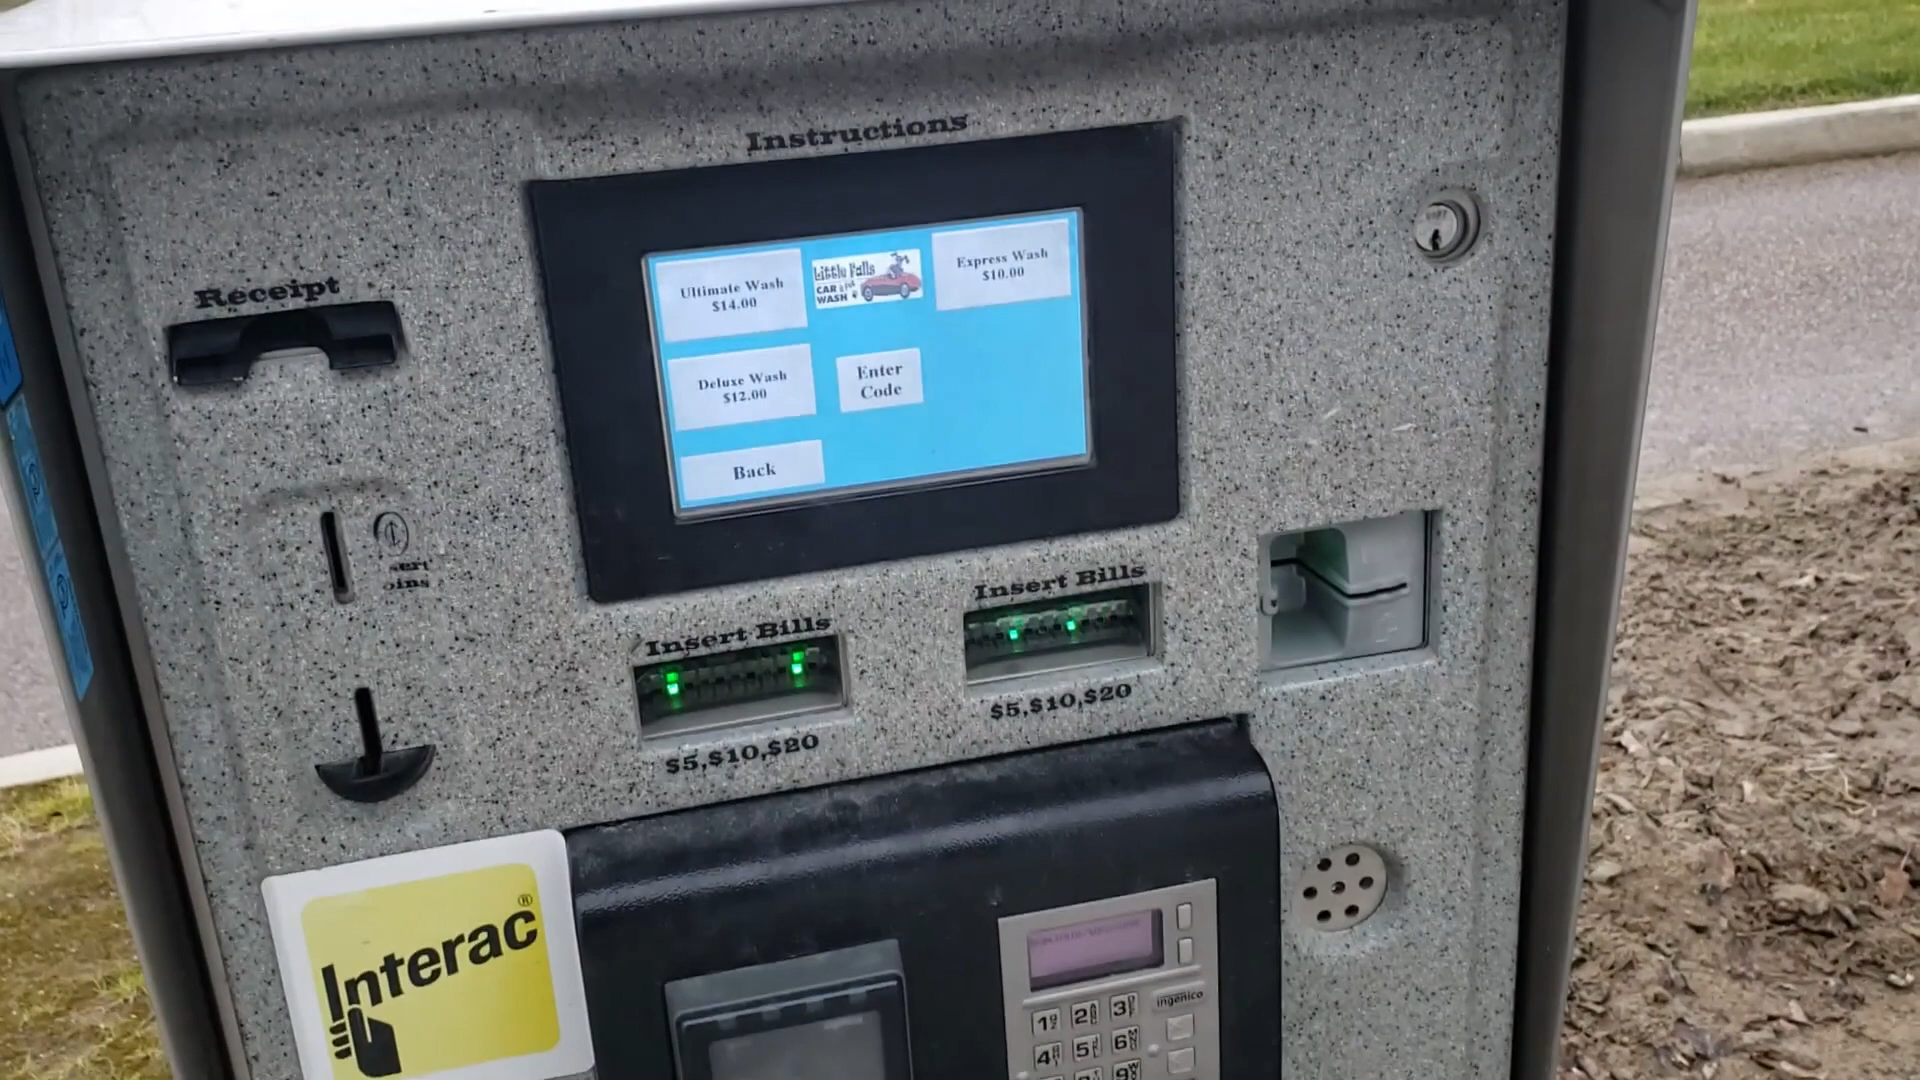 Instructions
Receipt
Ultimate Wash
$14.00
Little Falls
CAR & Pet
WASH
Express Wash
$10.00
Deluxe Wash
$12.00
Enter
Code
Back
Insert Bills
$5,$10,$20
Insert Bills
$5,$10,$20
Interac®
ingenico
1
2
3
4
5
6
9